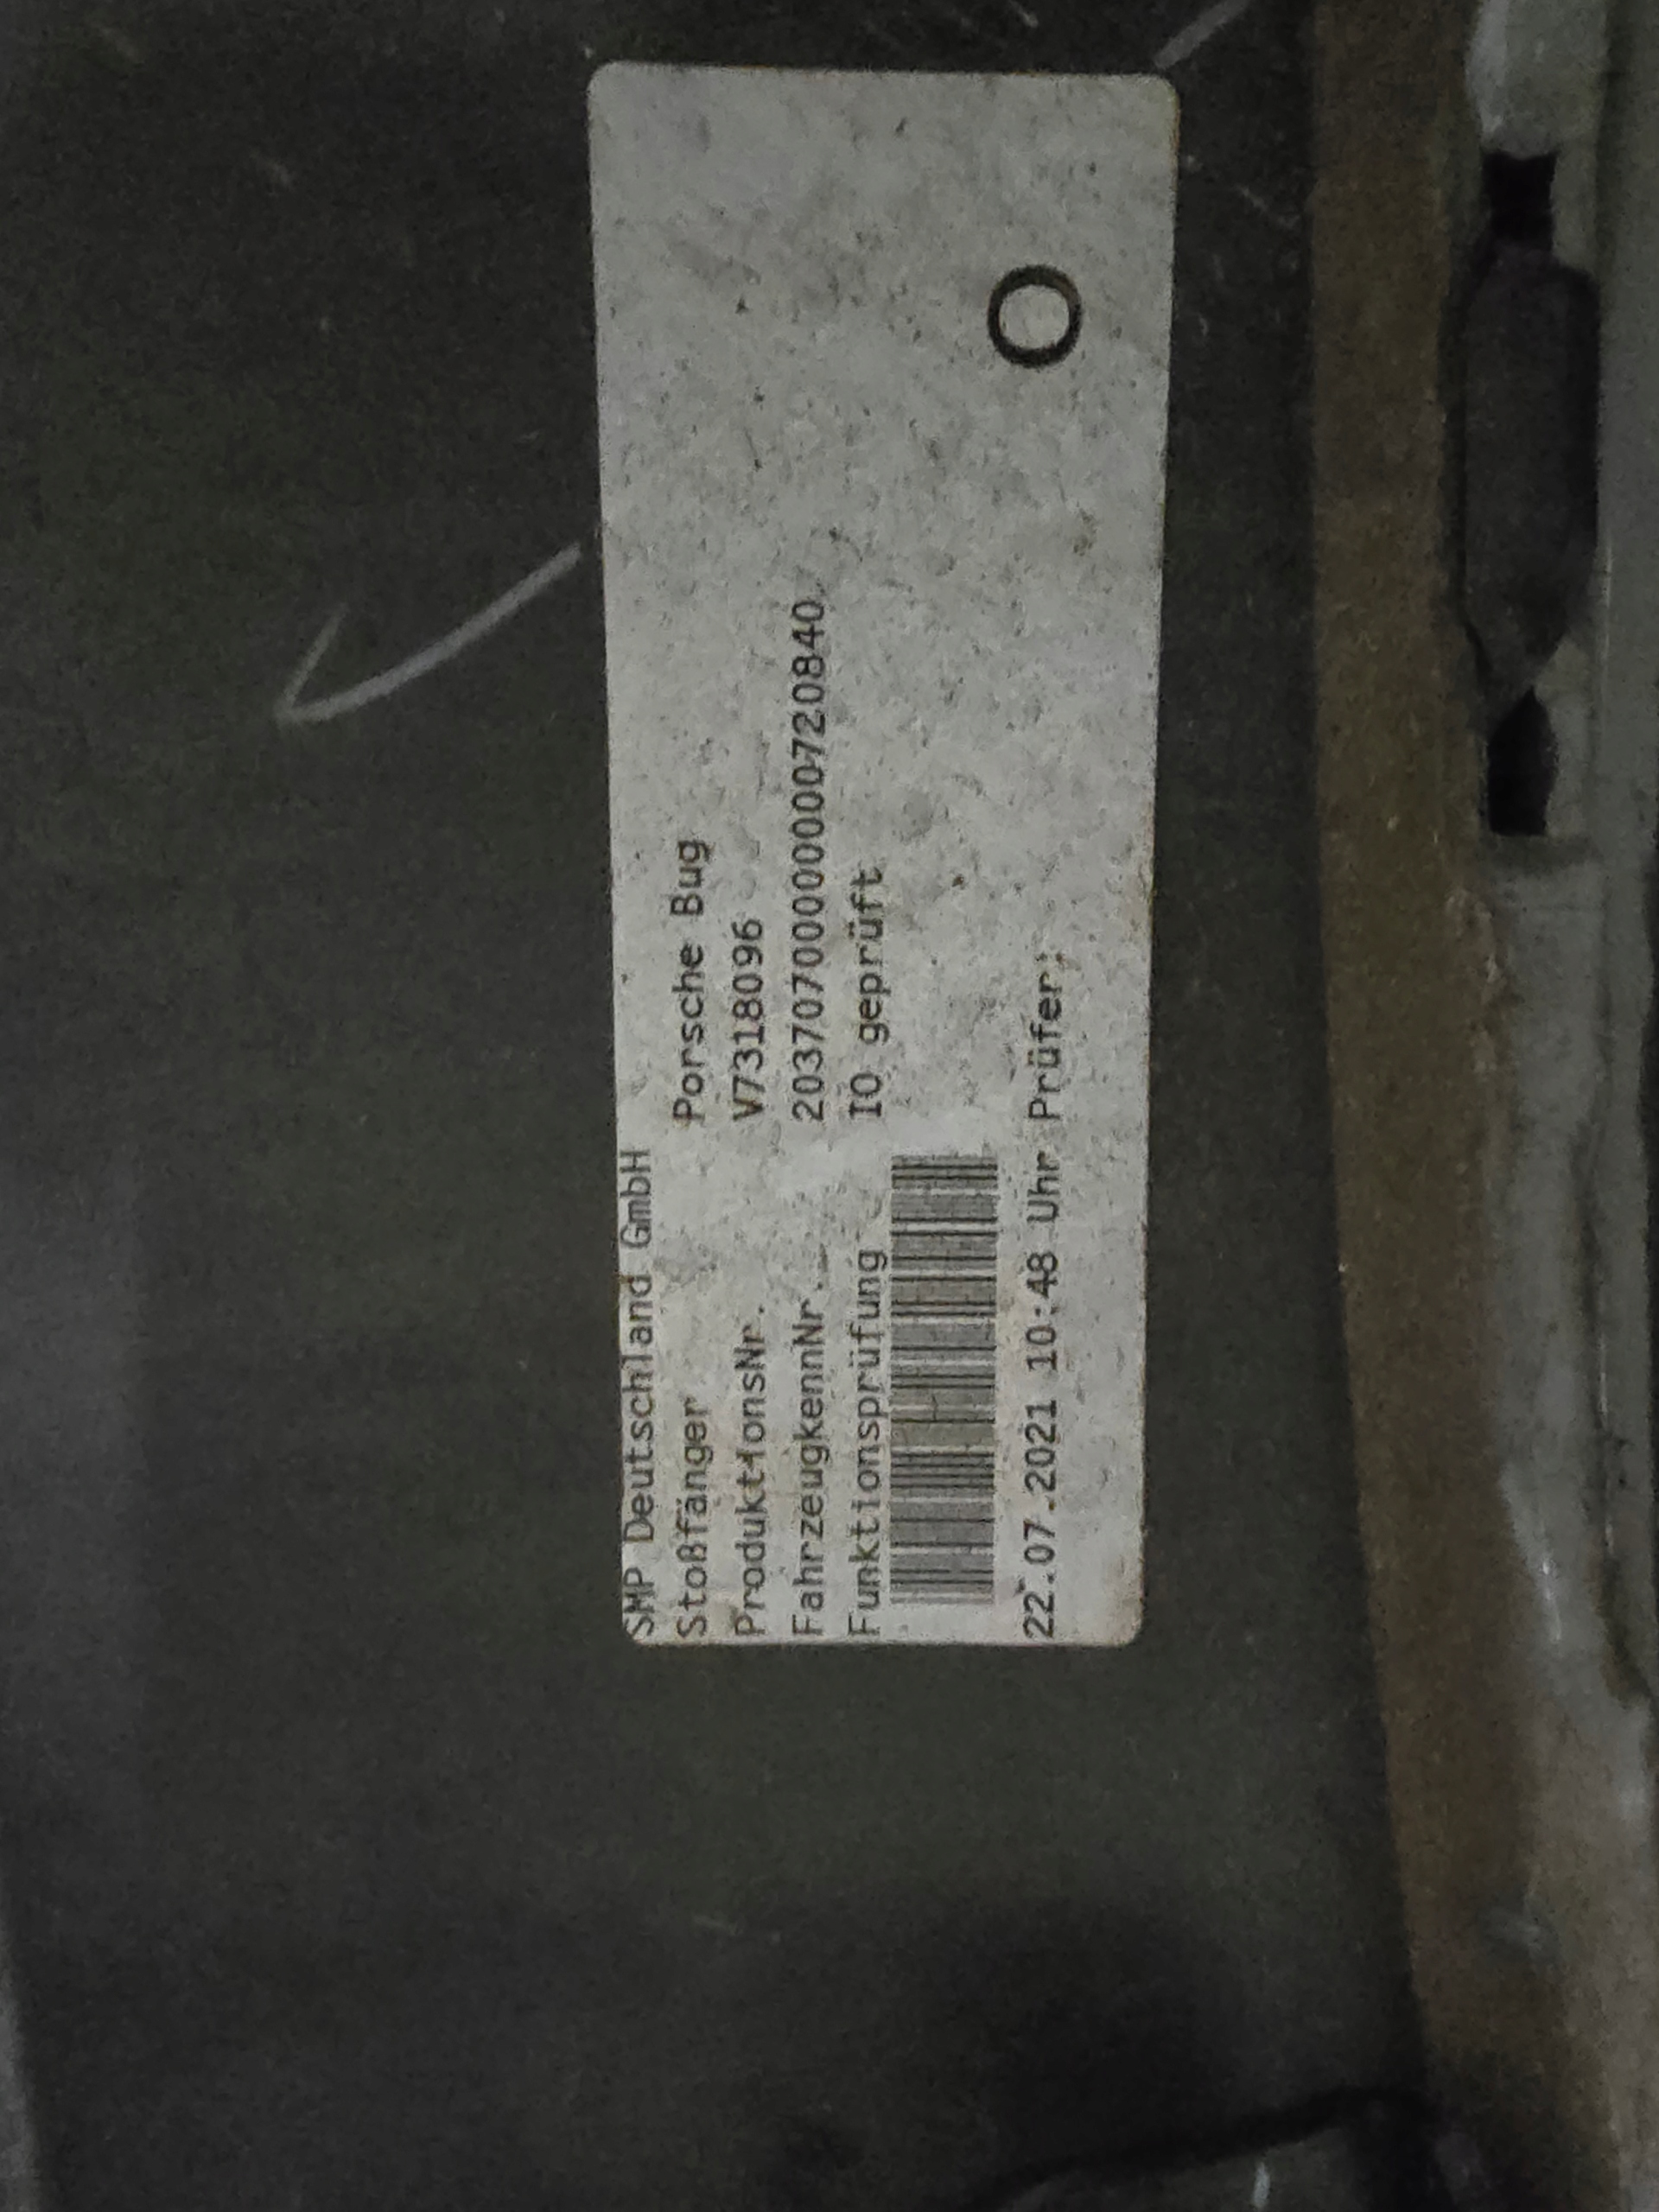 SMP Deutschland GmbH
Stoßfänger Porsche Bug
ProduktionsNr. V7318096
FahrzeugkennNr. 203707000000000720840
Funktionsprüfung IO geprüft
22.07.2021 10:48 Uhr Prüfer:
O